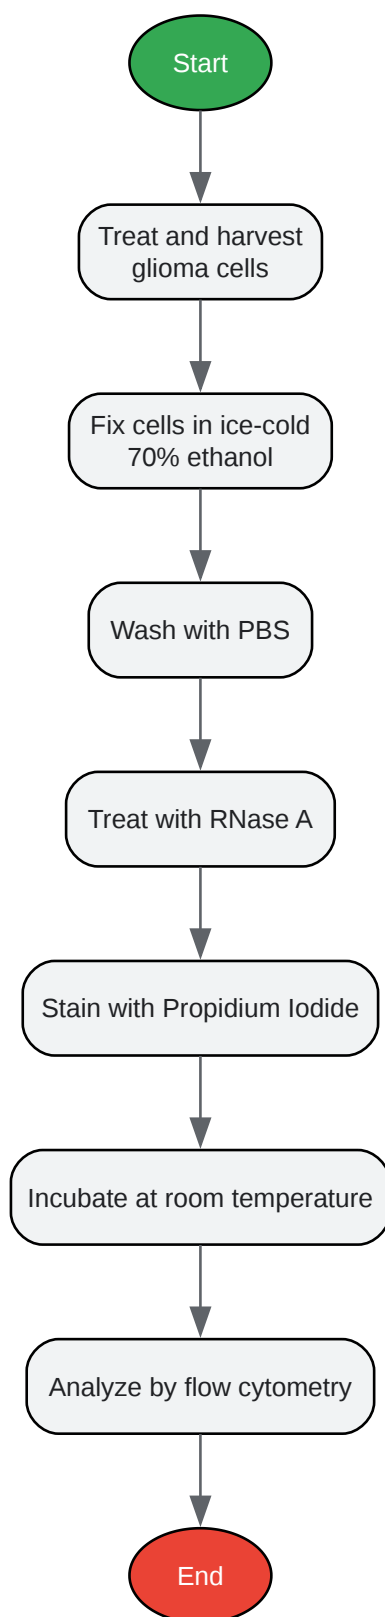 Start
Treat and harvest
glioma cells
Fix cells in ice-cold
70% ethanol
Wash with PBS
Treat with RNase A
Stain with Propidium Iodide
Incubate at room temperature
Analyze by flow cytometry
End